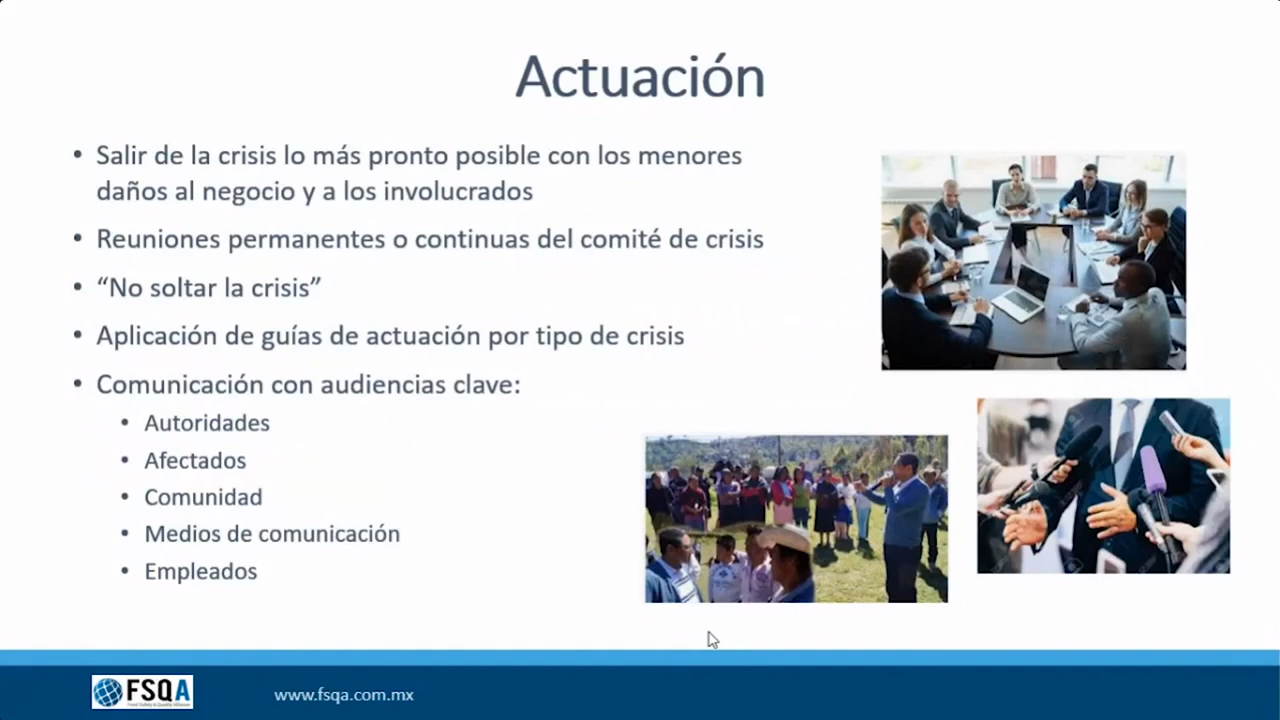 Actuación
• Salir de la crisis lo más pronto posible con los menores
daños al negocio y a los involucrados
• Reuniones permanentes o continuas del comité de crisis
• “No soltar la crisis”
• Aplicación de guías de actuación por tipo de crisis
• Comunicación con audiencias clave:
• Autoridades
• Afectados
• Comunidad
• Medios de comunicación
• Empleados
FSQA
www.fsqa.com.mx